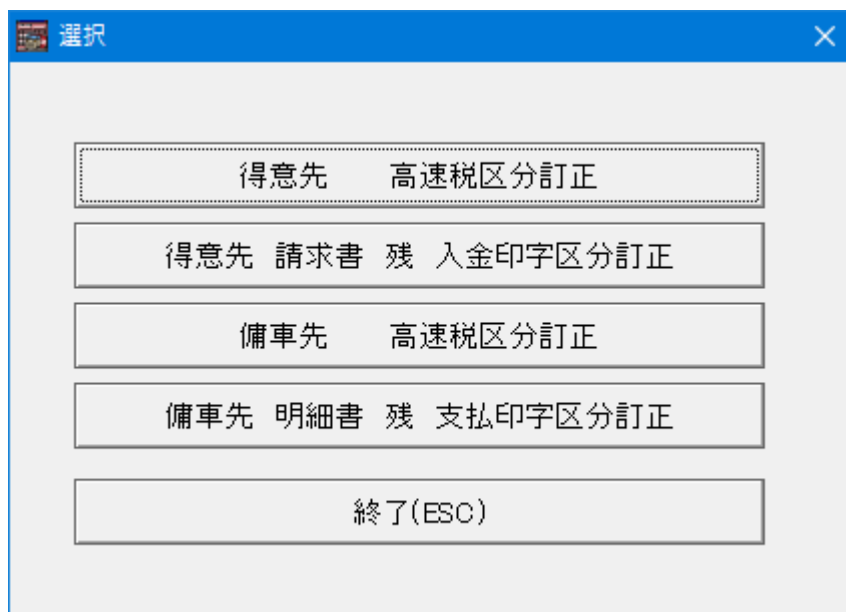 選択
得意先　　高速税区分訂正
得意先 請求書 残 入金印字区分訂正
傭車先　　高速税区分訂正
傭車先 明細書 残 支払印字区分訂正
終了(ESC)